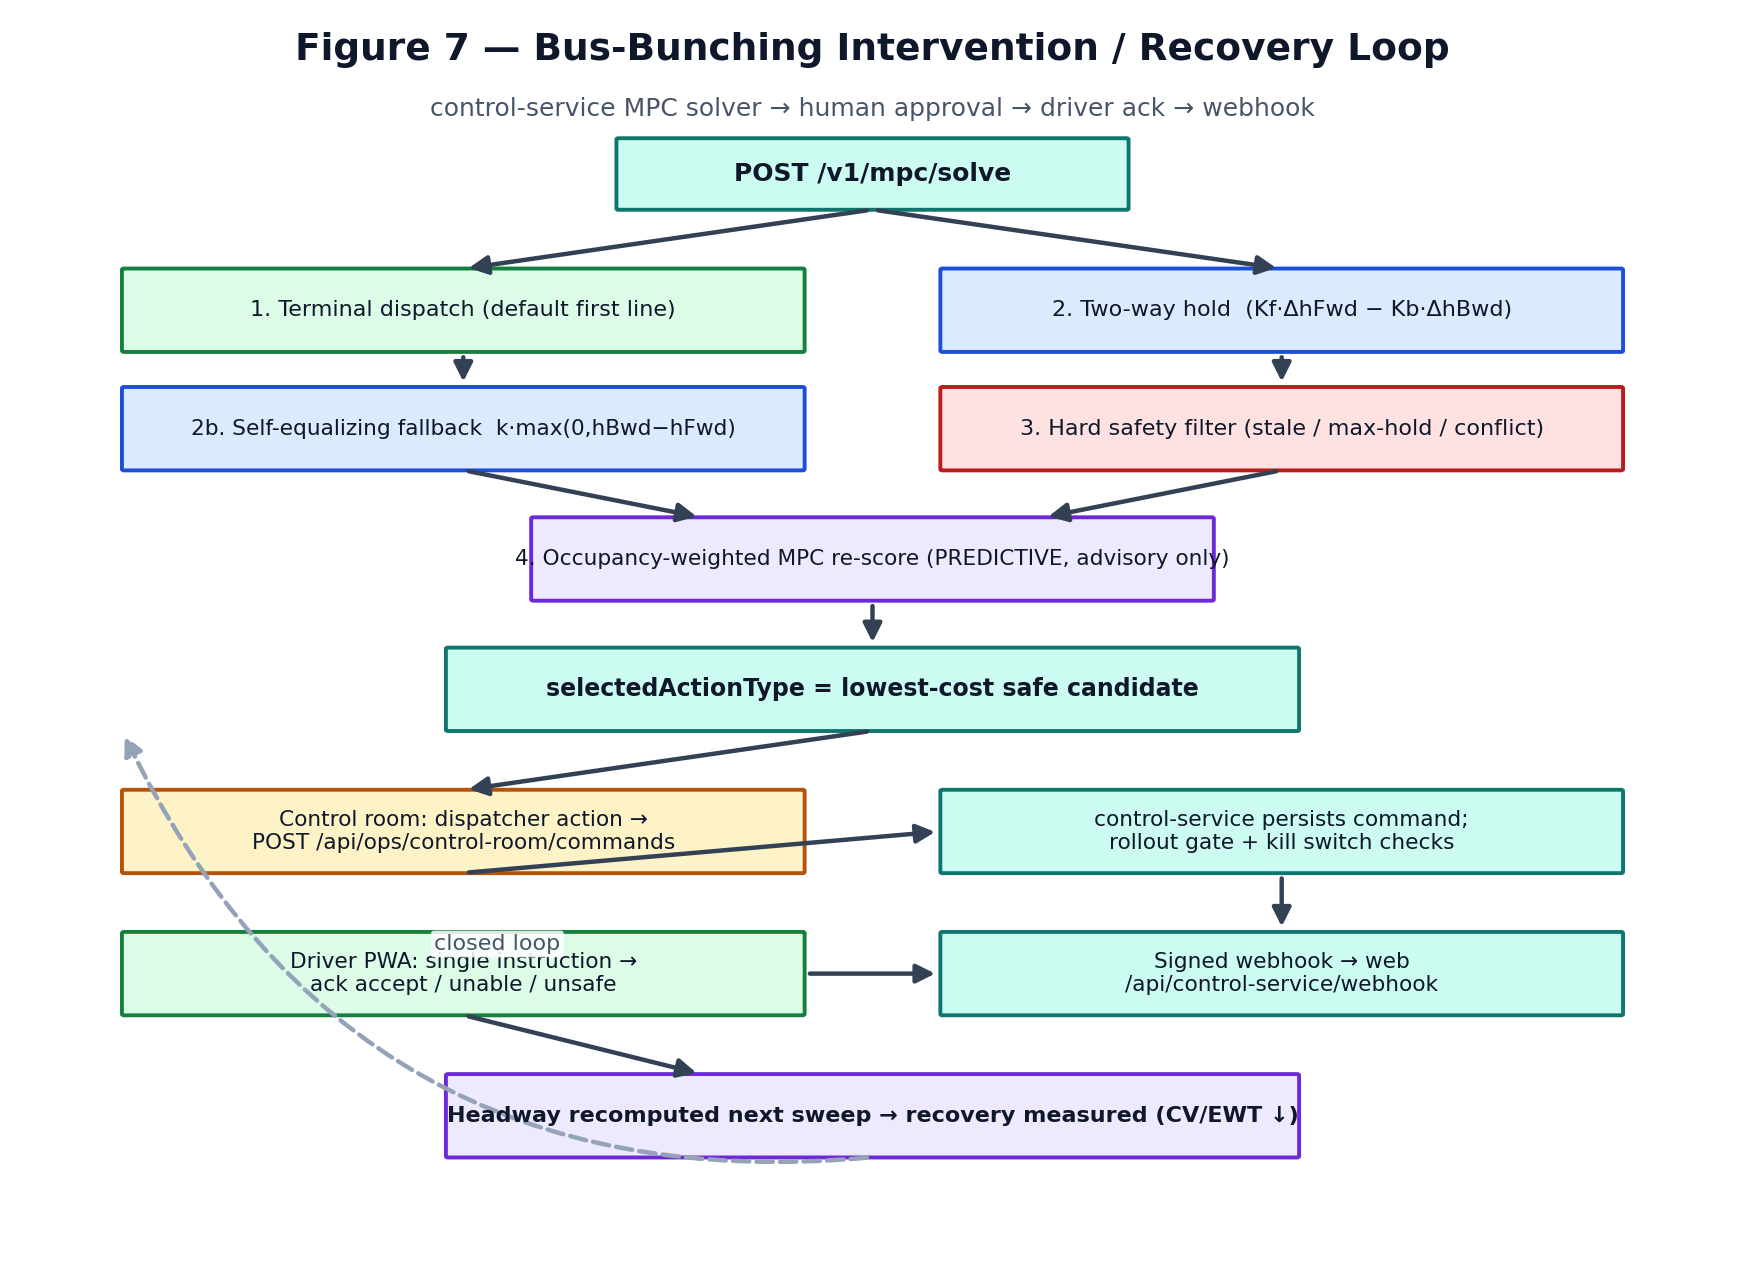 Figure 7 — Bus-Bunching Intervention / Recovery Loop
control-service MPC solver → human approval → driver ack → webhook
POST /v1/mpc/solve
1. Terminal dispatch (default first line)
2. Two-way hold  (Kf·ΔhFwd − Kb·ΔhBwd)
2b. Self-equalizing fallback  k·max(0,hBwd−hFwd)
3. Hard safety filter (stale / max-hold / conflict)
4. Occupancy-weighted MPC re-score (PREDICTIVE, advisory only)
selectedActionType = lowest-cost safe candidate
Control room: dispatcher action →
POST /api/ops/control-room/commands
control-service persists command;
rollout gate + kill switch checks
closed loop
Driver PWA: single instruction →
ack accept / unable / unsafe
Signed webhook → web
/api/control-service/webhook
Headway recomputed next sweep → recovery measured (CV/EWT ↓)